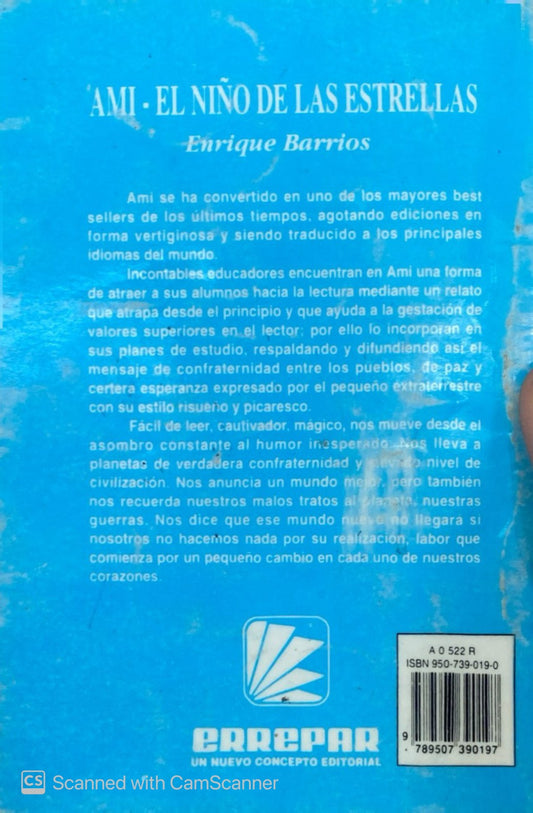 AMI - EL NIÑO DE LAS ESTRELLAS
Enrique Barrios
Ami se ha convertido en uno de los mayores best
sellers de los últimos tiempos, agotando ediciones en
forma vertiginosa y siendo traducido a los principales
idiomas del mundo.
Incontables educadores encuentran en Ami una forma
de atraer a sus alumnos hacia la lectura mediante un relato
que atrapa desde el principio y que ayuda a la gestación de
valores superiores en el lector; por ello lo incorporan en
sus planes de estudio, respaldando y difundiendo así el
mensaje de confraternidad entre los pueblos, de paz y
certera esperanza expresado por el pequeño extraterrestre
con su estilo risueño y picaresco.
Fácil de leer, cautivador, mágico, nos mueve desde el
asombro constante al humor inesperado. Nos lleva a
planetas de verdadera confraternidad y nivel de
civilización. Nos anuncia un mundo mejor, pero también
nos recuerda nuestros malos tratos al planeta, nuestras
guerras. Nos dice que ese mundo nuevo no llegará si
nosotros no hacemos nada por su realización, labor que
comienza por un pequeño cambio en cada uno de nuestros
corazones.
A 0 522 R
ISBN 950-739-019-0
9 789507 390197
ERREPAR
UN NUEVO CONCEPTO EDITORIAL
CS Scanned with CamScanner